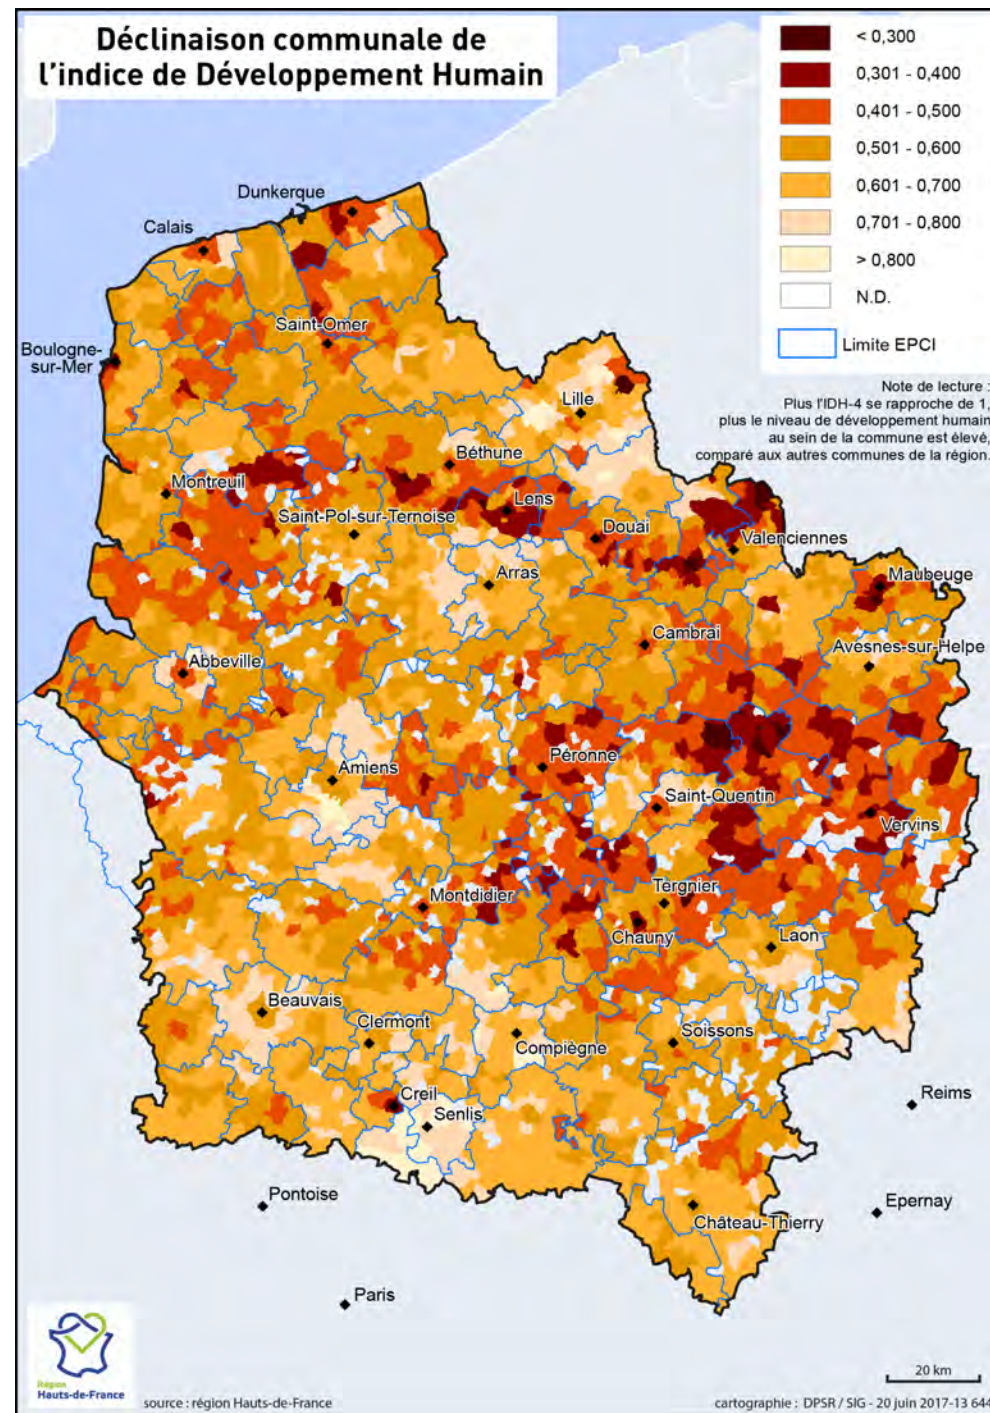 Déclinaison communale de
l'indice de Développement Humain
< 0,300
0,301 - 0,400
0,401 - 0,500
0,501 - 0,600
0,601 - 0,700
0,701 - 0,800
> 0,800
N.D.
Limite EPCI
Note de lecture :
Plus l'IDH-4 se rapproche de 1,
plus le niveau de développement humain
au sein de la commune est élevé,
comparé aux autres communes de la région.
Dunkerque
Calais
Saint-Omer
Boulogne-
sur-Mer
Lille
Béthune
Montreuil
Lens
Saint-Pol-sur-Ternoise
Douai
Valenciennes
Arras
Maubeuge
Cambrai
Avesnes-sur-Helpe
Abbeville
Péronne
Amiens
Saint-Quentin
Vervins
Tergnier
Montdidier
Chauny
Laon
Beauvais
Clermont
Soissons
Compiègne
Creil
Senlis
Reims
Pontoise
Epernay
Château-Thierry
Paris
Région
Hauts-de-France
20 km
source : région Hauts-de-France
cartographie : DPSR / SIG - 20 juin 2017-13 644